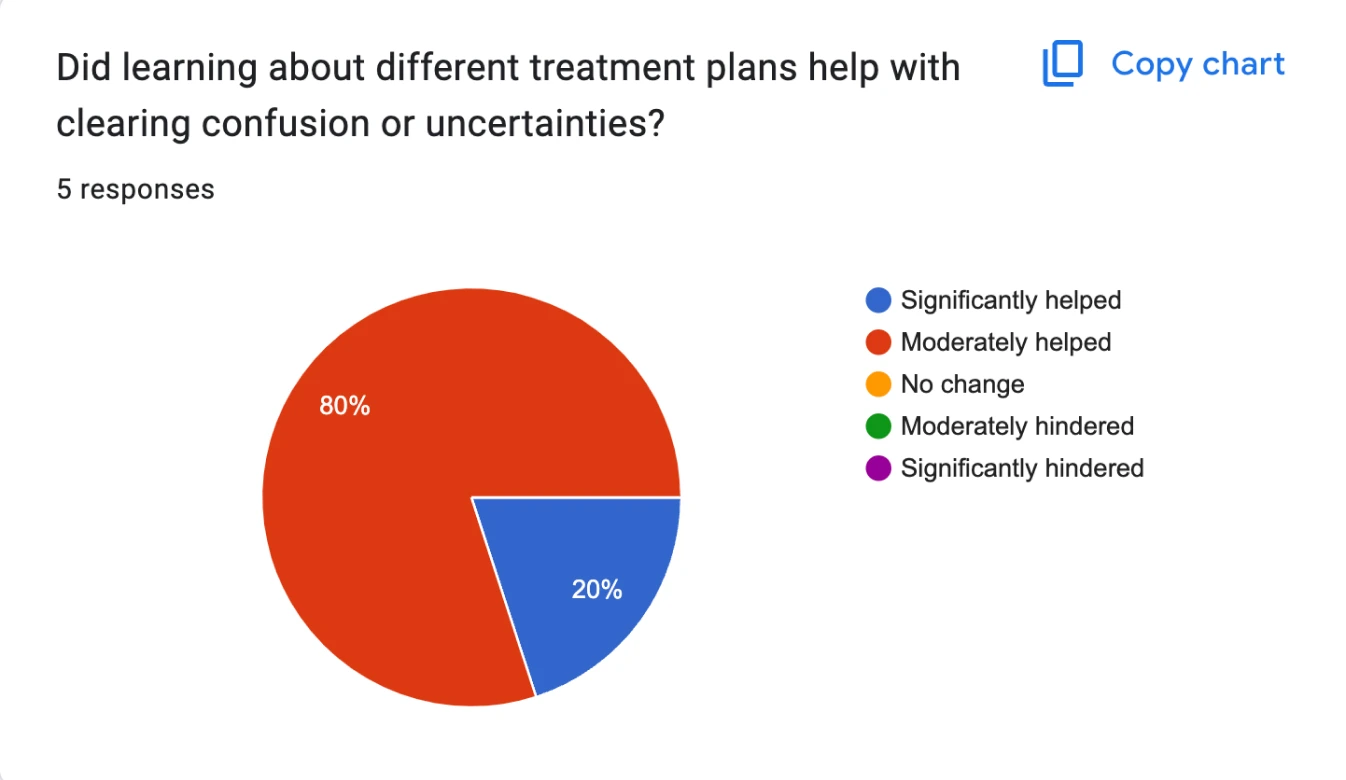 Did learning about different treatment plans help with
clearing confusion or uncertainties?
Copy chart
5 responses
80%
20%
Significantly helped
Moderately helped
No change
Moderately hindered
Significantly hindered